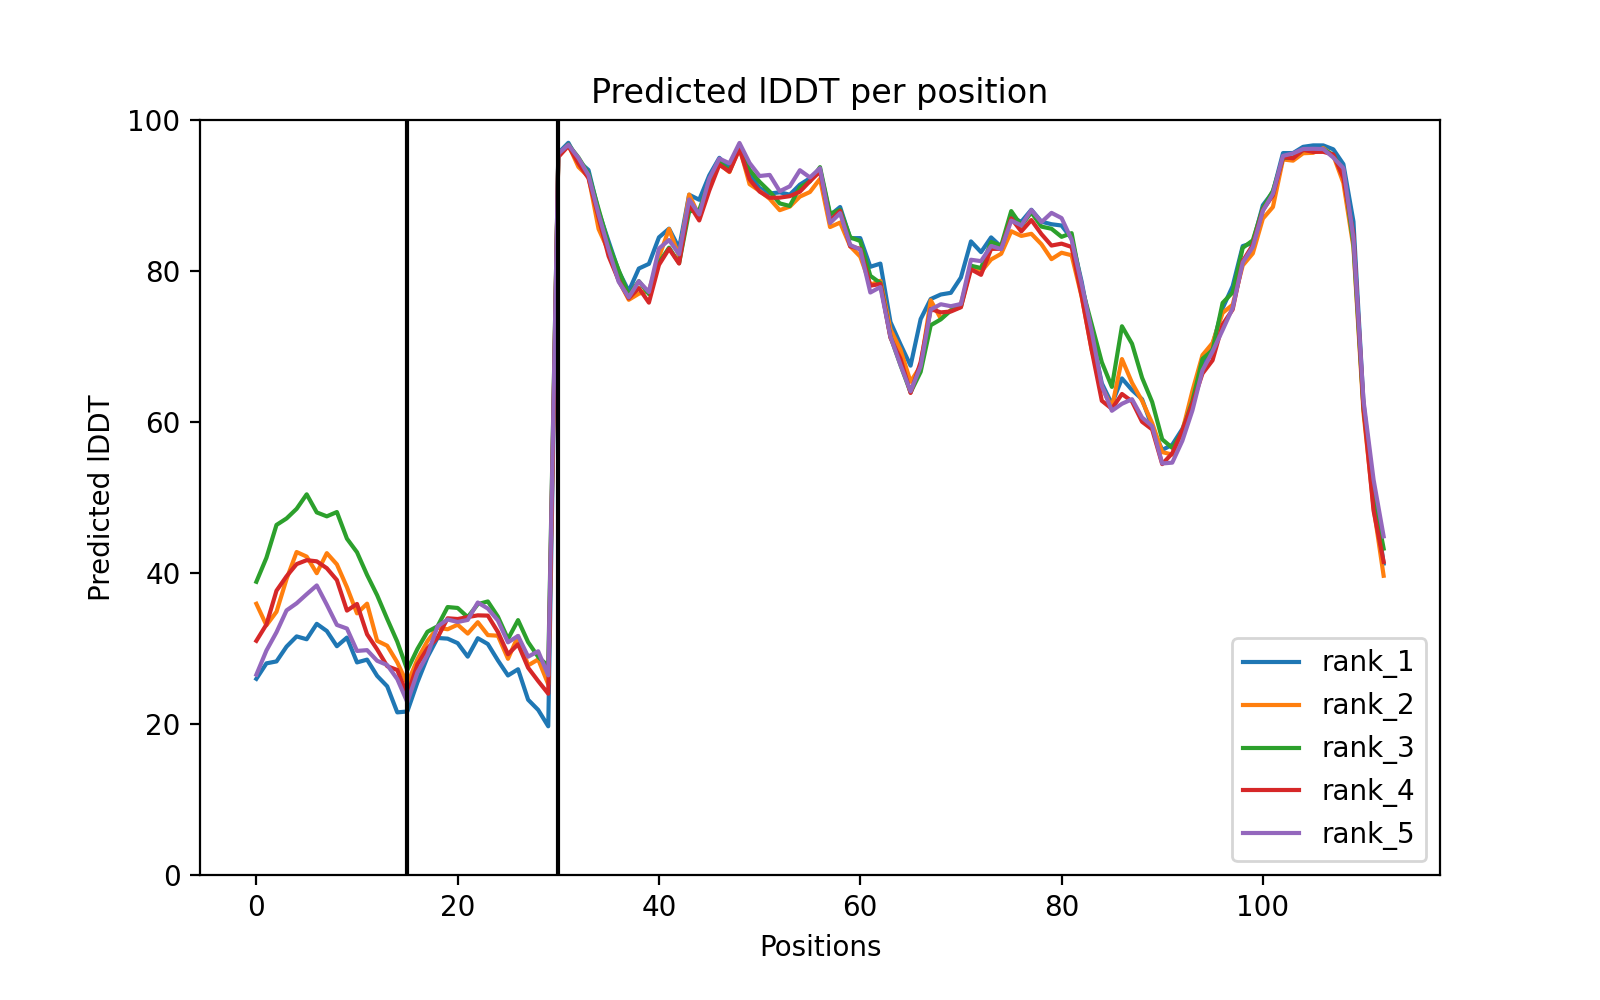 Predicted lDDT per position
100
80
60
40
20
0
Predicted lDDT
0 20 40 60 80 100
Positions
rank_1
rank_2
rank_3
rank_4
rank_5